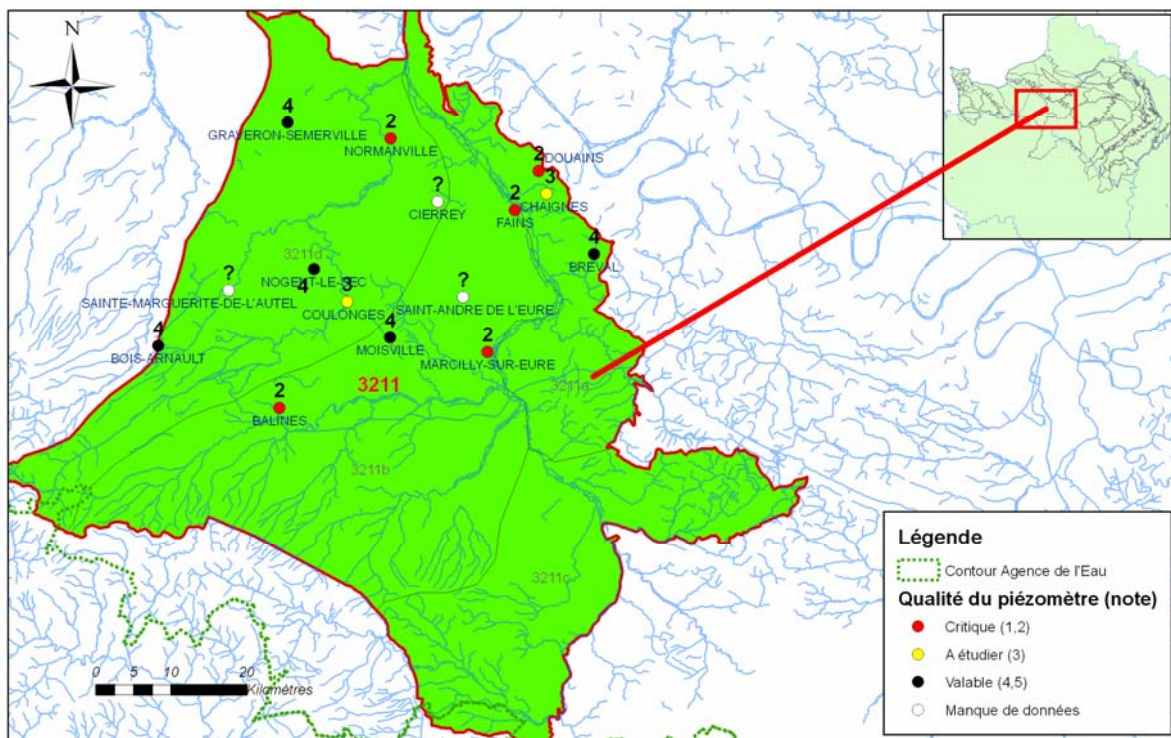 N
4
GRAVERON-SEMERVILLE
2
NORMANVILLE
2
DOUAINS
3
CHAIGNES
?
CIERREY
2
FAINS
4
BREVAL
3211d
NOGENT-LE-SEC
4
?
SAINTE-MARGUERITE-DE-L'AUTEL
3
COULONGES
?
SAINT-ANDRE DE L'EURE
4
BOIS-ARNAULT
4
MOISVILLE
2
MARCILLY-SUR-EURE
3211
3211a
2
BALINES
3211b
3211c
0 5 10 20
Kilomètres
Légende
Contour Agence de l'Eau
Qualité du piézomètre (note)
Critique (1,2)
A étudier (3)
Valable (4,5)
Manque de données